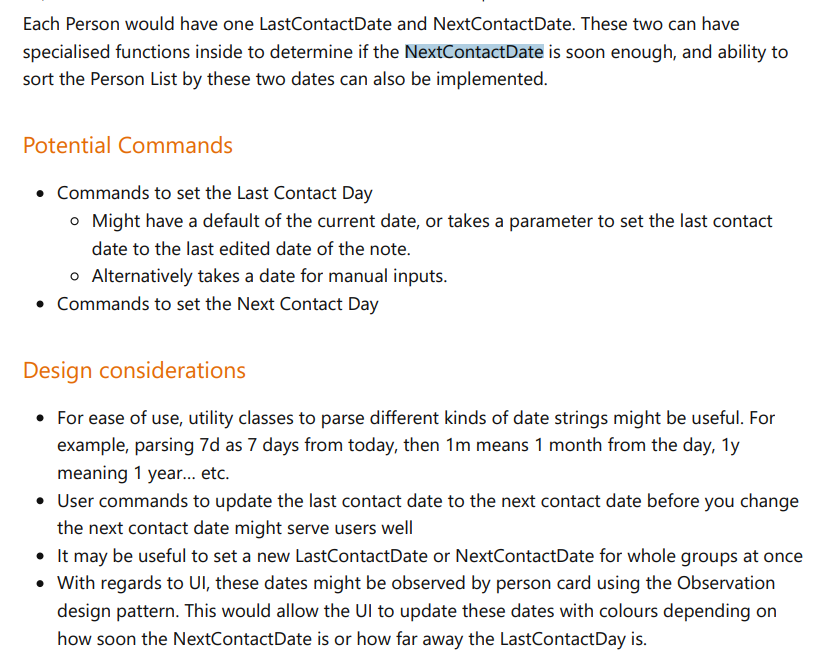 Each Person would have one LastContactDate and NextContactDate. These two can have
specialised functions inside to determine if the NextContactDate is soon enough, and ability to
sort the Person List by these two dates can also be implemented.
Potential Commands
• Commands to set the Last Contact Day
○ Might have a default of the current date, or takes a parameter to set the last contact
date to the last edited date of the note.
○ Alternatively takes a date for manual inputs.
• Commands to set the Next Contact Day
Design considerations
• For ease of use, utility classes to parse different kinds of date strings might be useful. For
example, parsing 7d as 7 days from today, then 1m means 1 month from the day, 1y
meaning 1 year... etc.
• User commands to update the last contact date to the next contact date before you change
the next contact date might serve users well
• It may be useful to set a new LastContactDate or NextContactDate for whole groups at once
• With regards to UI, these dates might be observed by person card using the Observation
design pattern. This would allow the UI to update these dates with colours depending on
how soon the NextContactDate is or how far away the LastContactDay is.